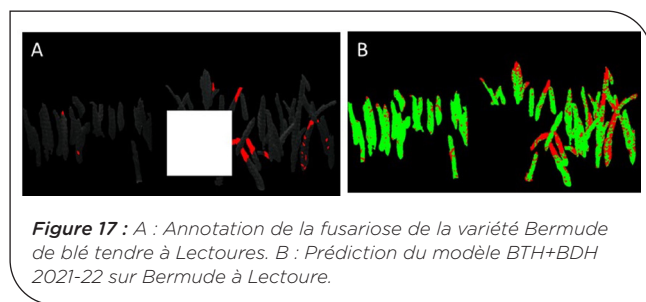 A
B
Figure 17 : A : Annotation de la fusariose de la variété Bermude
de blé tendre à Lectoures. B : Prédiction du modèle BTH+BDH
2021-22 sur Bermude à Lectoure.